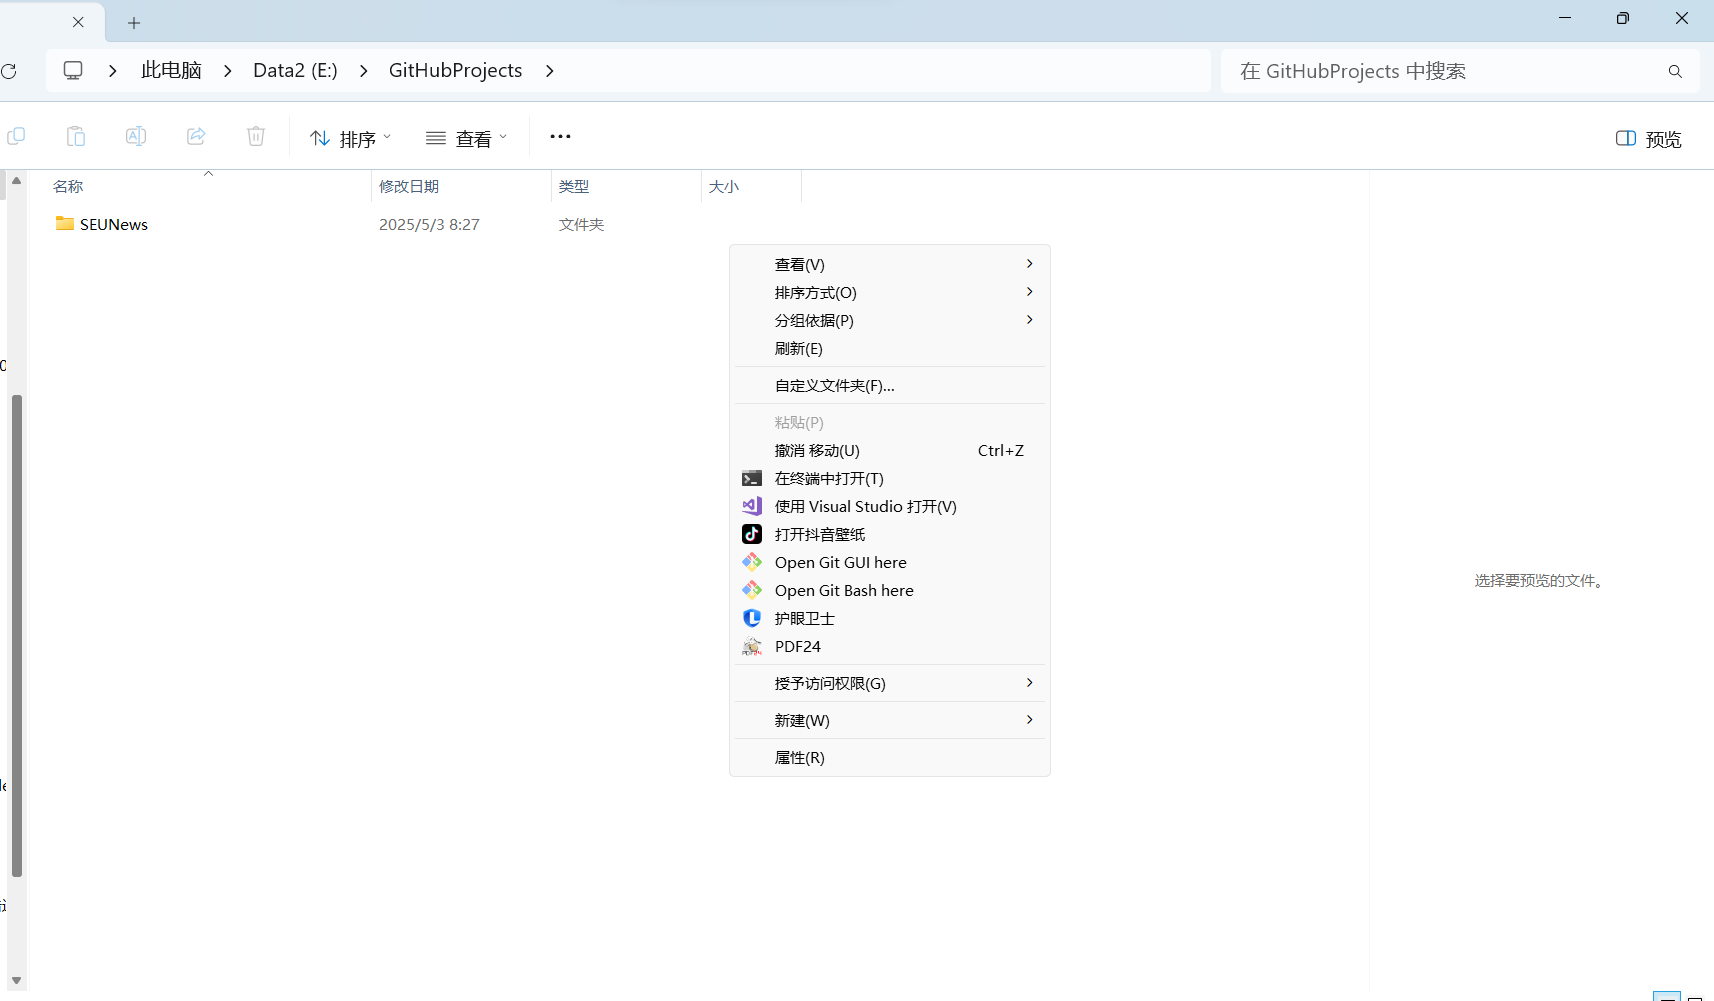 此电脑 Data2 (E:) GitHubProjects
在 GitHubProjects 中搜索
排序 查看 预览
名称 修改日期 类型 大小
SEUNews 2025/5/3 8:27 文件夹
查看(V)
排序方式(O)
分组依据(P)
刷新(E)
自定义文件夹(F)...
粘贴(P)
撤消 移动(U) Ctrl+Z
在终端中打开(T)
使用 Visual Studio 打开(V)
打开抖音壁纸
Open Git GUI here
Open Git Bash here
护眼卫士
PDF24
授予访问权限(G)
新建(W)
属性(R)
选择要预览的文件。